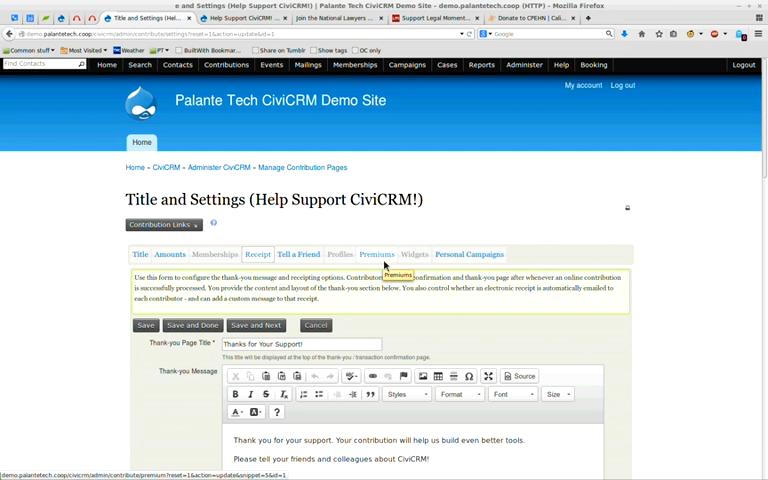 e and Settings (Help Support CiviCRM!) | Palante Tech CiviCRM Demo Site - Mozilla Firefox
Title and Settings (Hel...
Help Support CiviCRM! ...
Join the National Lawyers ...
Support Legal Moment...
Donate to CPEHN | Cali...
demo.palantetech.coop/civicrm/admin/contribute/settings?reset=1&action=update&id=1
Google
Common stuff
Most Visited
Weather
PT
BuiltWith Bookmar...
Share on Tumblr
Show tags
OC only
Find Contacts
Home Search Contacts Contributions Events Mailings Memberships Campaigns Cases Reports Administer Help Booking Logout
My account Log out
Palante Tech CiviCRM Demo Site
Home
Home » CiviCRM » Administer CiviCRM » Manage Contribution Pages
Title and Settings (Help Support CiviCRM!)
Contribution Links
Title Amounts Memberships Receipt Tell a Friend Profiles Premiums Widgets Personal Campaigns
Premiums
Use this form to configure the thank-you message and receipting options. Contributors confirmation and thank-you page after whenever an online contribution
is successfully processed. You provide the content and layout of the thank-you section below. You also control whether an electronic receipt is automatically emailed to
each contributor - and can add a custom message to that receipt.
Save Save and Done Save and Next Cancel
Thank-you Page Title * Thanks for Your Support!
This title will be displayed at the top of the thank-you / transaction confirmation page.
Thank-you Message
Source
B I S Styles Format Font Size
A A ?
Thank you for your support. Your contribution will help us build even better tools.
Please tell your friends and colleagues about CiviCRM!
demo.palantetech.coop/civicrm/admin/contribute/premium?reset=1&action=update&snippet=5&id=1